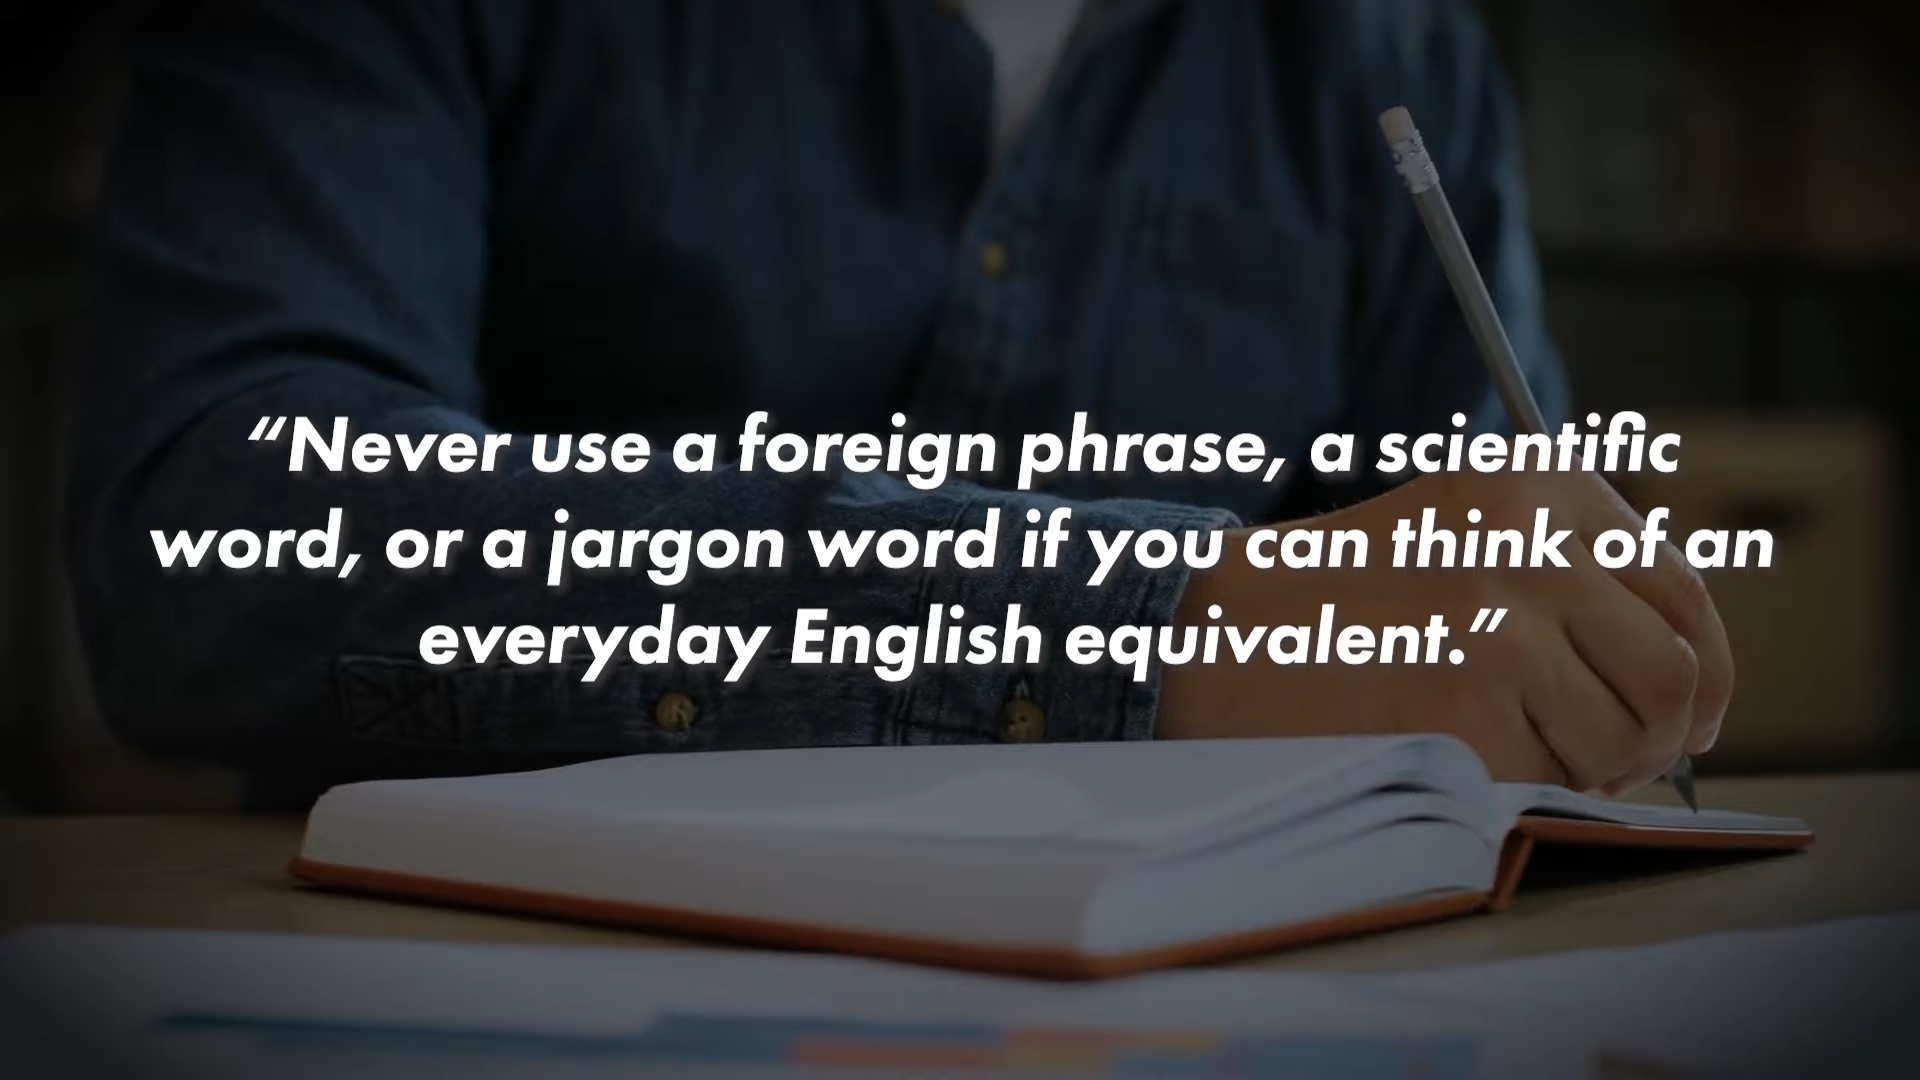 “Never use a foreign phrase, a scientific
word, or a jargon word if you can think of an
everyday English equivalent.”